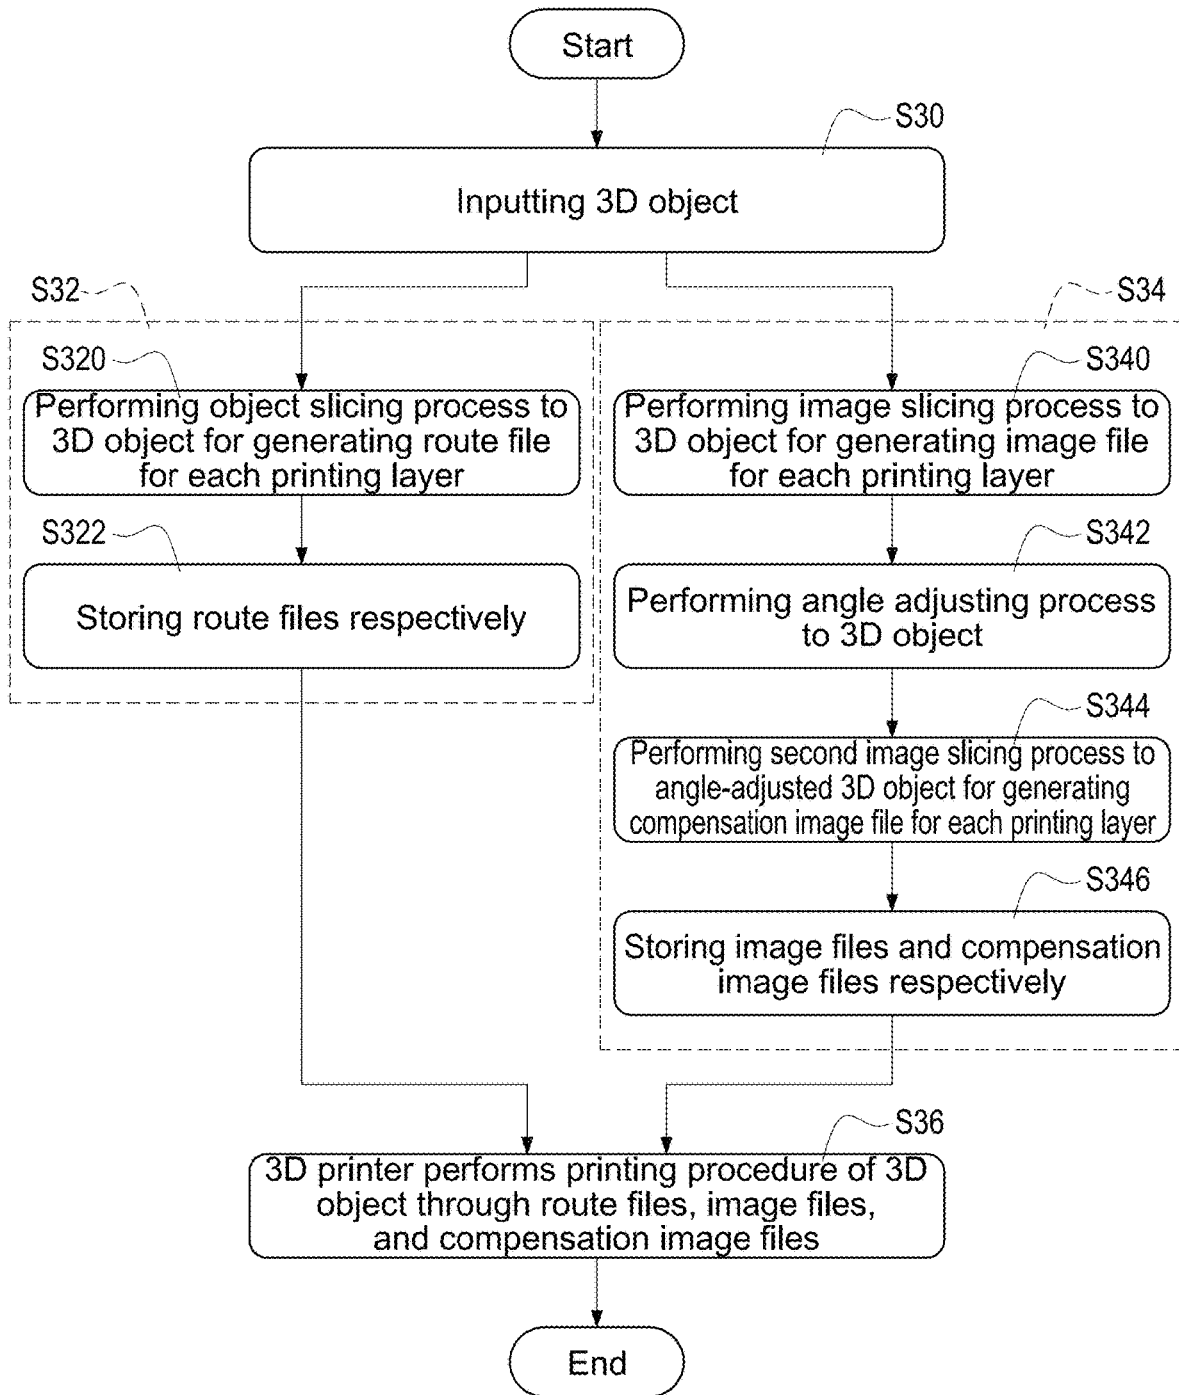 Start
S30
Inputting 3D object
S32
S34
S320
Performing object slicing process to
3D object for generating route file
for each printing layer
S322
Storing route files respectively
S340
Performing image slicing process to
3D object for generating image file
for each printing layer
S342
Performing angle adjusting process
to 3D object
S344
Performing second image slicing process to
angle-adjusted 3D object for generating
compensation image file for each printing layer
S346
Storing image files and compensation
image files respectively
S36
3D printer performs printing procedure of 3D
object through route files, image files,
and compensation image files
End